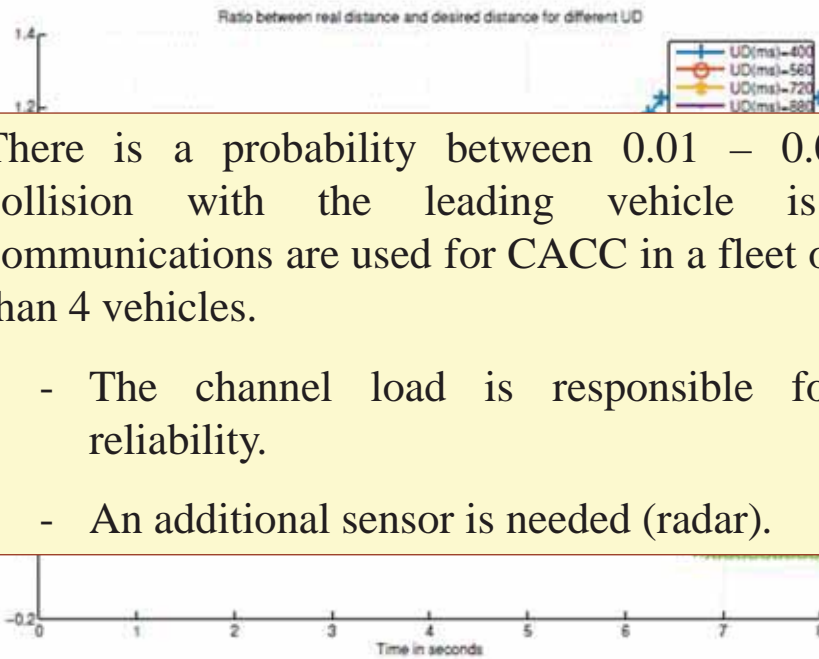 Ratio between real distance and desired distance for different UD
1.4
UD(ms)=400
UD(ms)=560
UD(ms)=720
UD(ms)=880
1.2
There is a probability between 0.01 – 0.0
collision with the leading vehicle is
communications are used for CACC in a fleet o
than 4 vehicles.
- The channel load is responsible fo
reliability.
- An additional sensor is needed (radar).
-0.2
0 1 2 3 4 5 6 7 8
Time in seconds